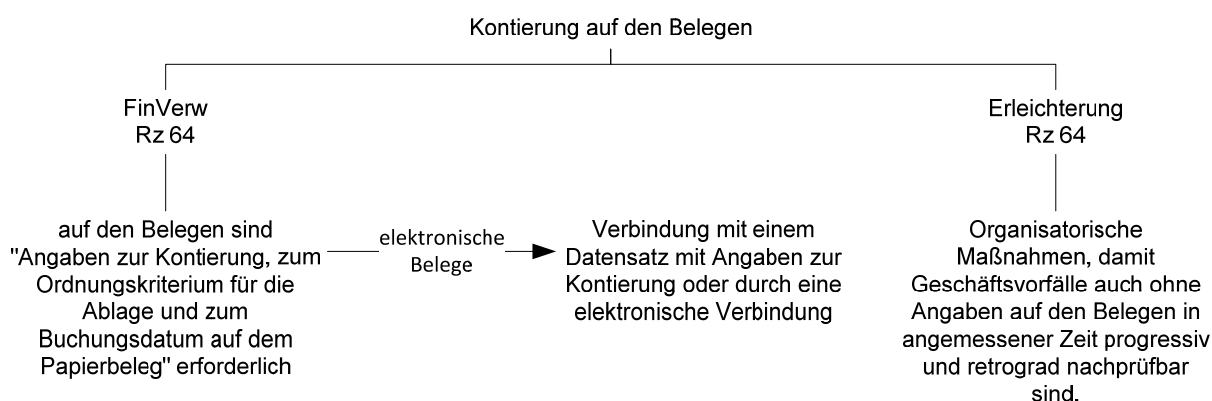 Kontierung auf den Belegen
FinVerw
Rz 64
Erleichterung
Rz 64
auf den Belegen sind
"Angaben zur Kontierung, zum
Ordnungskriterium für die
Ablage und zum
Buchungsdatum auf dem
Papierbeleg" erforderlich
elektronische
Belege
Verbindung mit einem
Datensatz mit Angaben zur
Kontierung oder durch eine
elektronische Verbindung
Organisatorische
Maßnahmen, damit
Geschäftsvorfälle auch ohne
Angaben auf den Belegen in
angemessener Zeit progressiv
und retrograd nachprüfbar
sind.